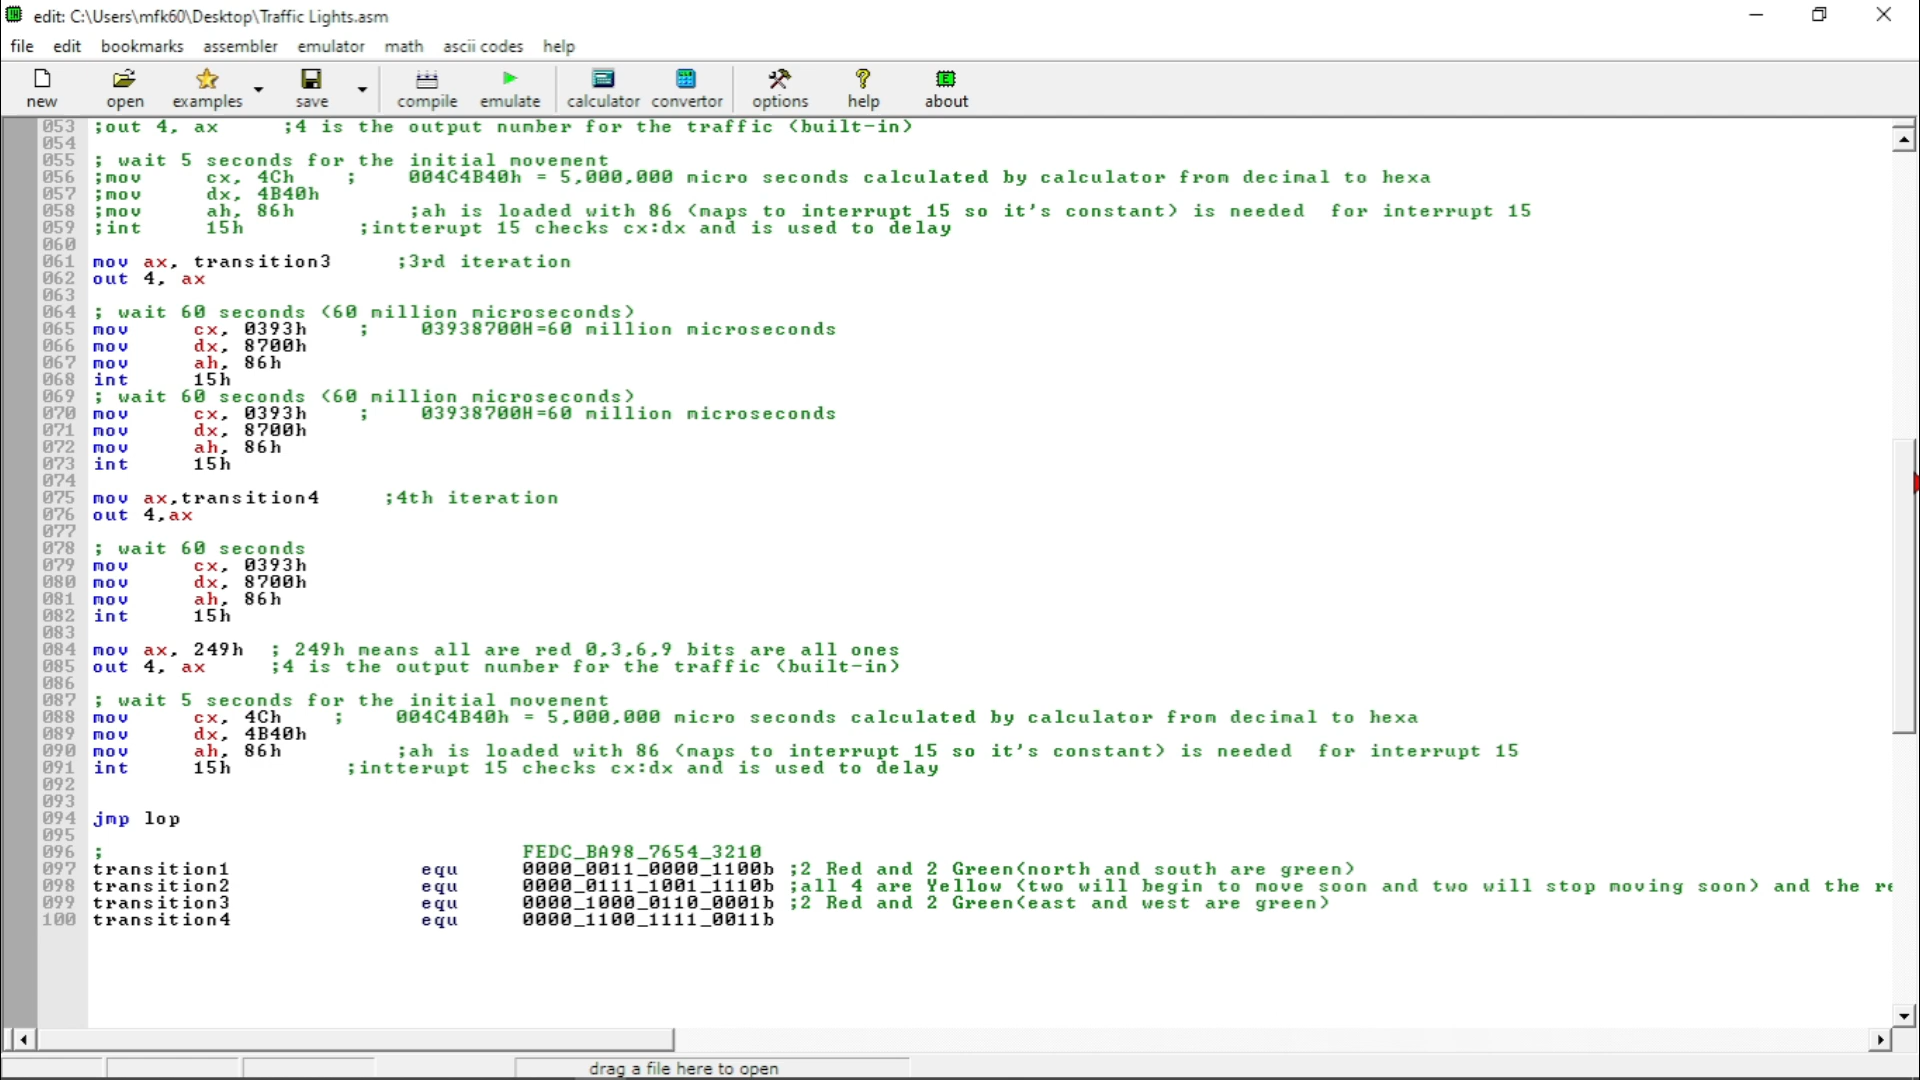 edit: C:\Users\mfk60\Desktop\Traffic Lights.asm
file edit bookmarks assembler emulator math ascii codes help
new open examples save compile emulate calculator convertor options help about
053 ;out 4, ax ;4 is the output number for the traffic (built-in)
054
055 ; wait 5 seconds for the initial movement
056 ;mov cx, 4Ch ; 004C4B40h = 5,000,000 micro seconds calculated by calculator from decimal to hexa
057 ;mov dx, 4B40h
058 ;mov ah, 86h ;ah is loaded with 86 (maps to interrupt 15 so it's constant) is needed for interrupt 15
059 ;int 15h ;intterupt 15 checks cx:dx and is used to delay
060
061 mov ax, transition3 ;3rd iteration
062 out 4, ax
063
064 ; wait 60 seconds (60 million microseconds)
065 mov cx, 0393h ; 03938700H=60 million microseconds
066 mov dx, 8700h
067 mov ah, 86h
068 int 15h
069 ; wait 60 seconds (60 million microseconds)
070 mov cx, 0393h ; 03938700H=60 million microseconds
071 mov dx, 8700h
072 mov ah, 86h
073 int 15h
074
075 mov ax,transition4 ;4th iteration
076 out 4,ax
077
078 ; wait 60 seconds
079 mov cx, 0393h
080 mov dx, 8700h
081 mov ah, 86h
082 int 15h
083
084 mov ax, 249h ; 249h means all are red 0,3,6,9 bits are all ones
085 out 4, ax ;4 is the output number for the traffic (built-in)
086
087 ; wait 5 seconds for the initial movement
088 mov cx, 4Ch ; 004C4B40h = 5,000,000 micro seconds calculated by calculator from decimal to hexa
089 mov dx, 4B40h
090 mov ah, 86h ;ah is loaded with 86 (maps to interrupt 15 so it's constant) is needed for interrupt 15
091 int 15h ;intterupt 15 checks cx:dx and is used to delay
092
093
094 jmp lop
095
096 ; FEDC_BA98_7654_3210
097 transition1 equ 0000_0011_0000_1100b ;2 Red and 2 Green(north and south are green)
098 transition2 equ 0000_0111_1001_1110b ;all 4 are Yellow (two will begin to move soon and two will stop moving soon) and the re
099 transition3 equ 0000_1000_0110_0001b ;2 Red and 2 Green(east and west are green)
100 transition4 equ 0000_1100_1111_0011b
drag a file here to open